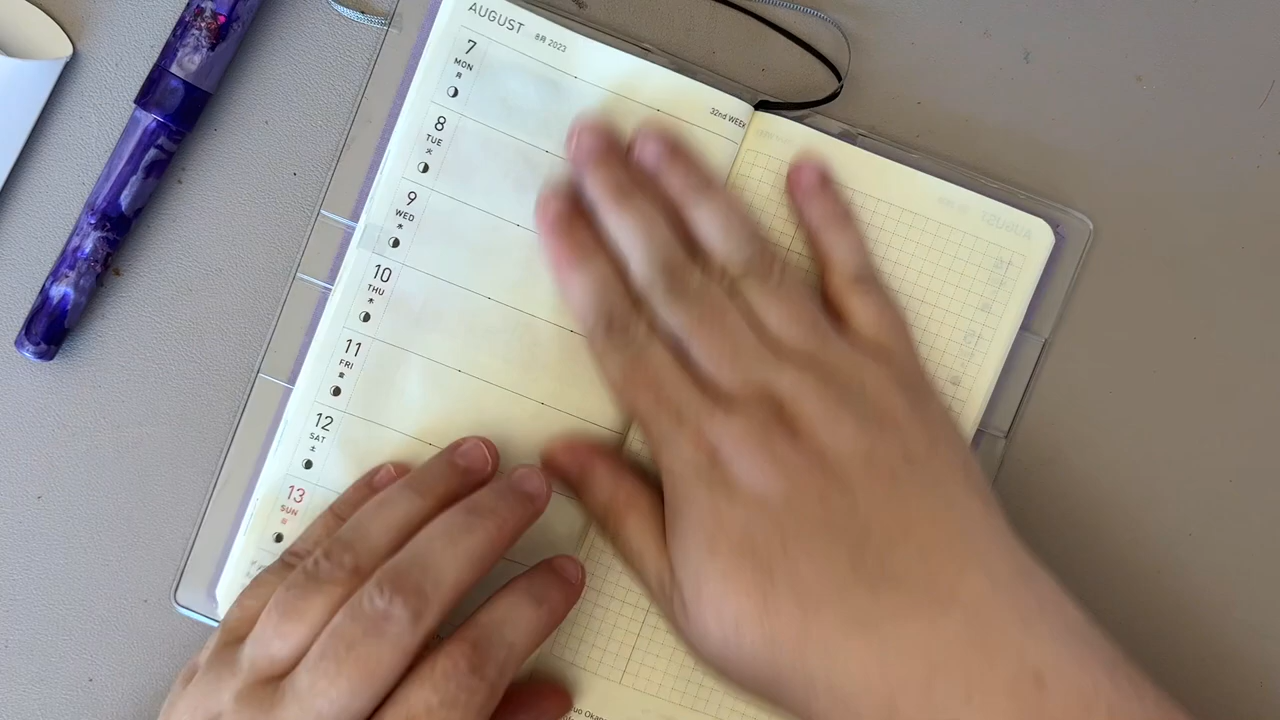 AUGUST 8月 2023
32nd WEEK
7
MON
月
8
TUE
火
9
WED
水
10
THU
木
11
FRI
金
12
SAT
土
13
SUN
日